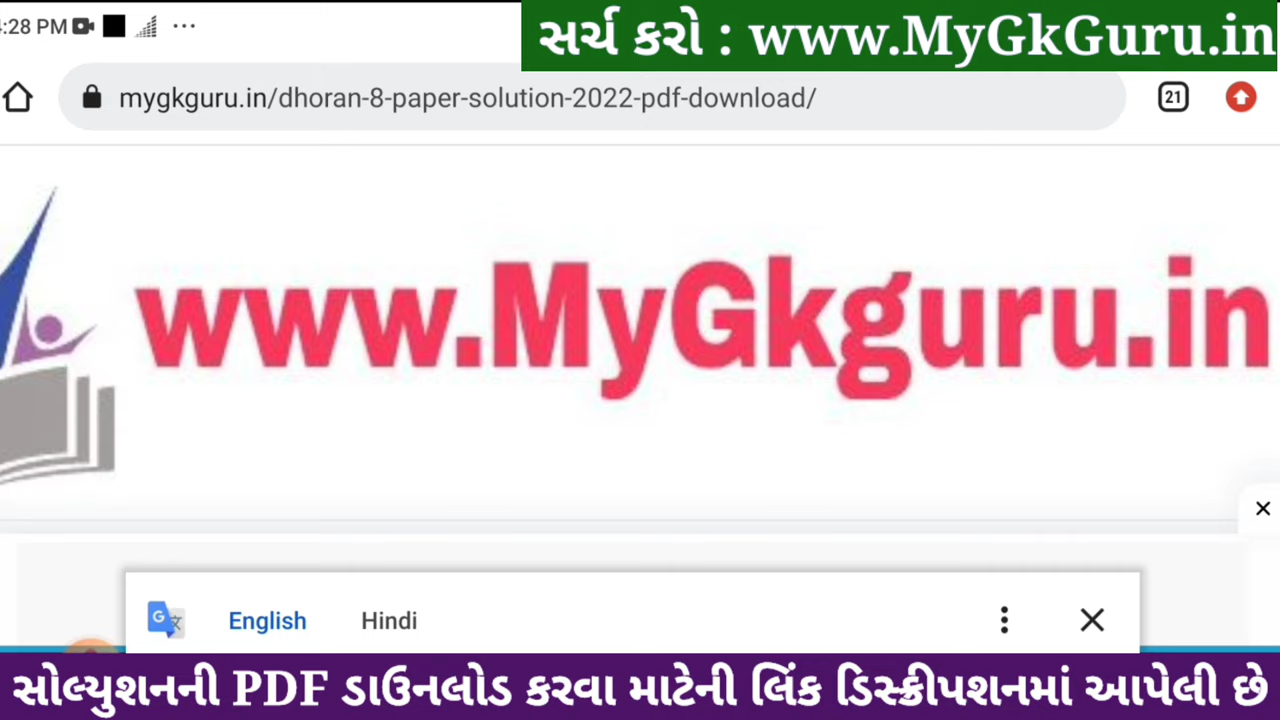 :28 PM
સર્ચ કરો : www.MyGkGuru.in
mygkguru.in/dhoran-8-paper-solution-2022-pdf-download/
21
www.MyGkguru.in
English Hindi
સોલ્યુશનની PDF ડાઉનલોડ કરવા માટેની લિંક ડિસ્ક્રીપશનમાં આપેલી છે